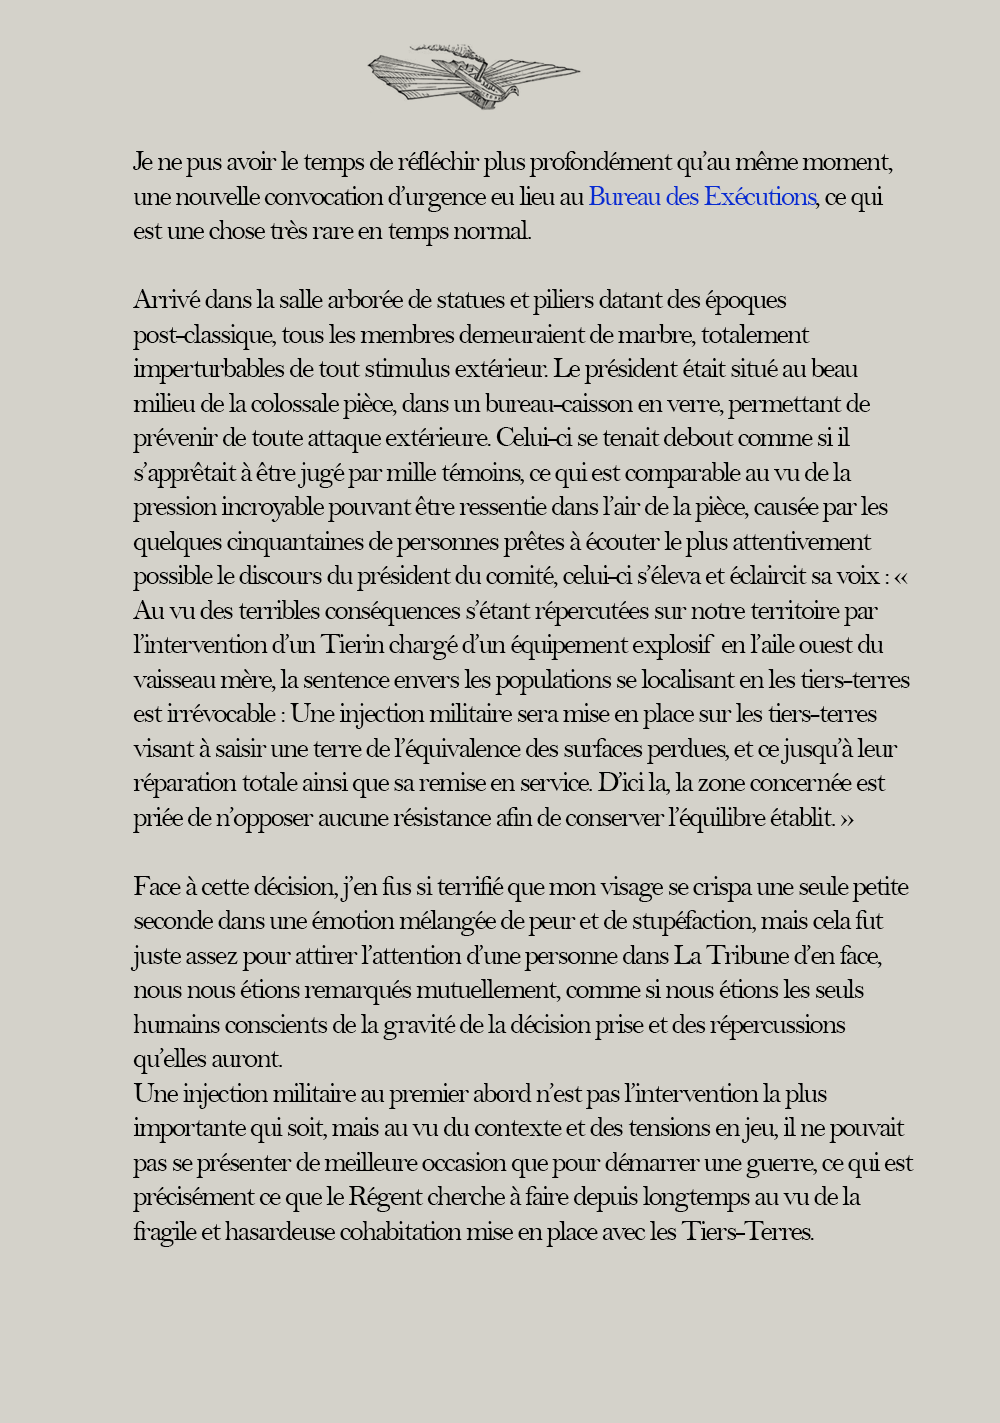 Je ne pus avoir le temps de réfléchir plus profondément qu’au même moment,
une nouvelle convocation d’urgence eu lieu au Bureau des Exécutions, ce qui
est une chose très rare en temps normal.
Arrivé dans la salle arborée de statues et piliers datant des époques
post-classique, tous les membres demeuraient de marbre, totalement
imperturbables de tout stimulus extérieur. Le président était situé au beau
milieu de la colossale pièce, dans un bureau-caisson en verre, permettant de
prévenir de toute attaque extérieure. Celui-ci se tenait debout comme si il
s’apprêtait à être jugé par mille témoins, ce qui est comparable au vu de la
pression incroyable pouvant être ressentie dans l’air de la pièce, causée par les
quelques cinquantaines de personnes prêtes à écouter le plus attentivement
possible le discours du président du comité, celui-ci s’éleva et éclaircit sa voix : «
Au vu des terribles conséquences s’étant répercutées sur notre territoire par
l’intervention d’un Tierin chargé d’un équipement explosif en l’aile ouest du
vaisseau mère, la sentence envers les populations se localisant en les tiers-terres
est irrévocable : Une injection militaire sera mise en place sur les tiers-terres
visant à saisir une terre de l’équivalence des surfaces perdues, et ce jusqu’à leur
réparation totale ainsi que sa remise en service. D’ici la, la zone concernée est
priée de n’opposer aucune résistance afin de conserver l’équilibre établit. »
Face à cette décision, j’en fus si terrifié que mon visage se crispa une seule petite
seconde dans une émotion mélangée de peur et de stupéfaction, mais cela fut
juste assez pour attirer l’attention d’une personne dans La Tribune d’en face,
nous nous étions remarqués mutuellement, comme si nous étions les seuls
humains conscients de la gravité de la décision prise et des répercussions
qu’elles auront.
Une injection militaire au premier abord n’est pas l’intervention la plus
importante qui soit, mais au vu du contexte et des tensions en jeu, il ne pouvait
pas se présenter de meilleure occasion que pour démarrer une guerre, ce qui est
précisément ce que le Régent cherche à faire depuis longtemps au vu de la
fragile et hasardeuse cohabitation mise en place avec les Tiers-Terres.